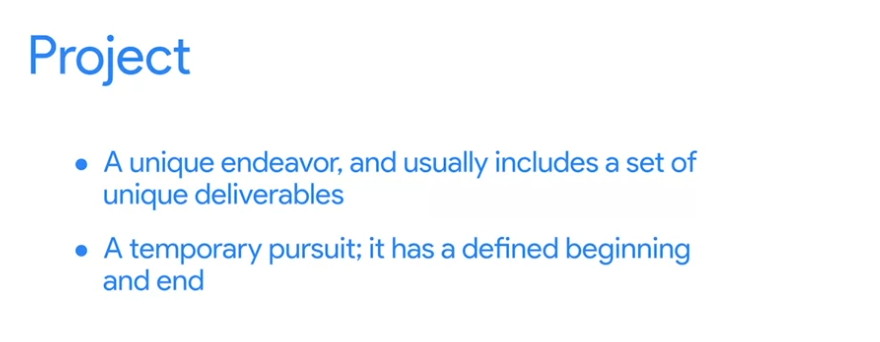 Project
● A unique endeavor, and usually includes a set of
unique deliverables
● A temporary pursuit; it has a defined beginning
and end